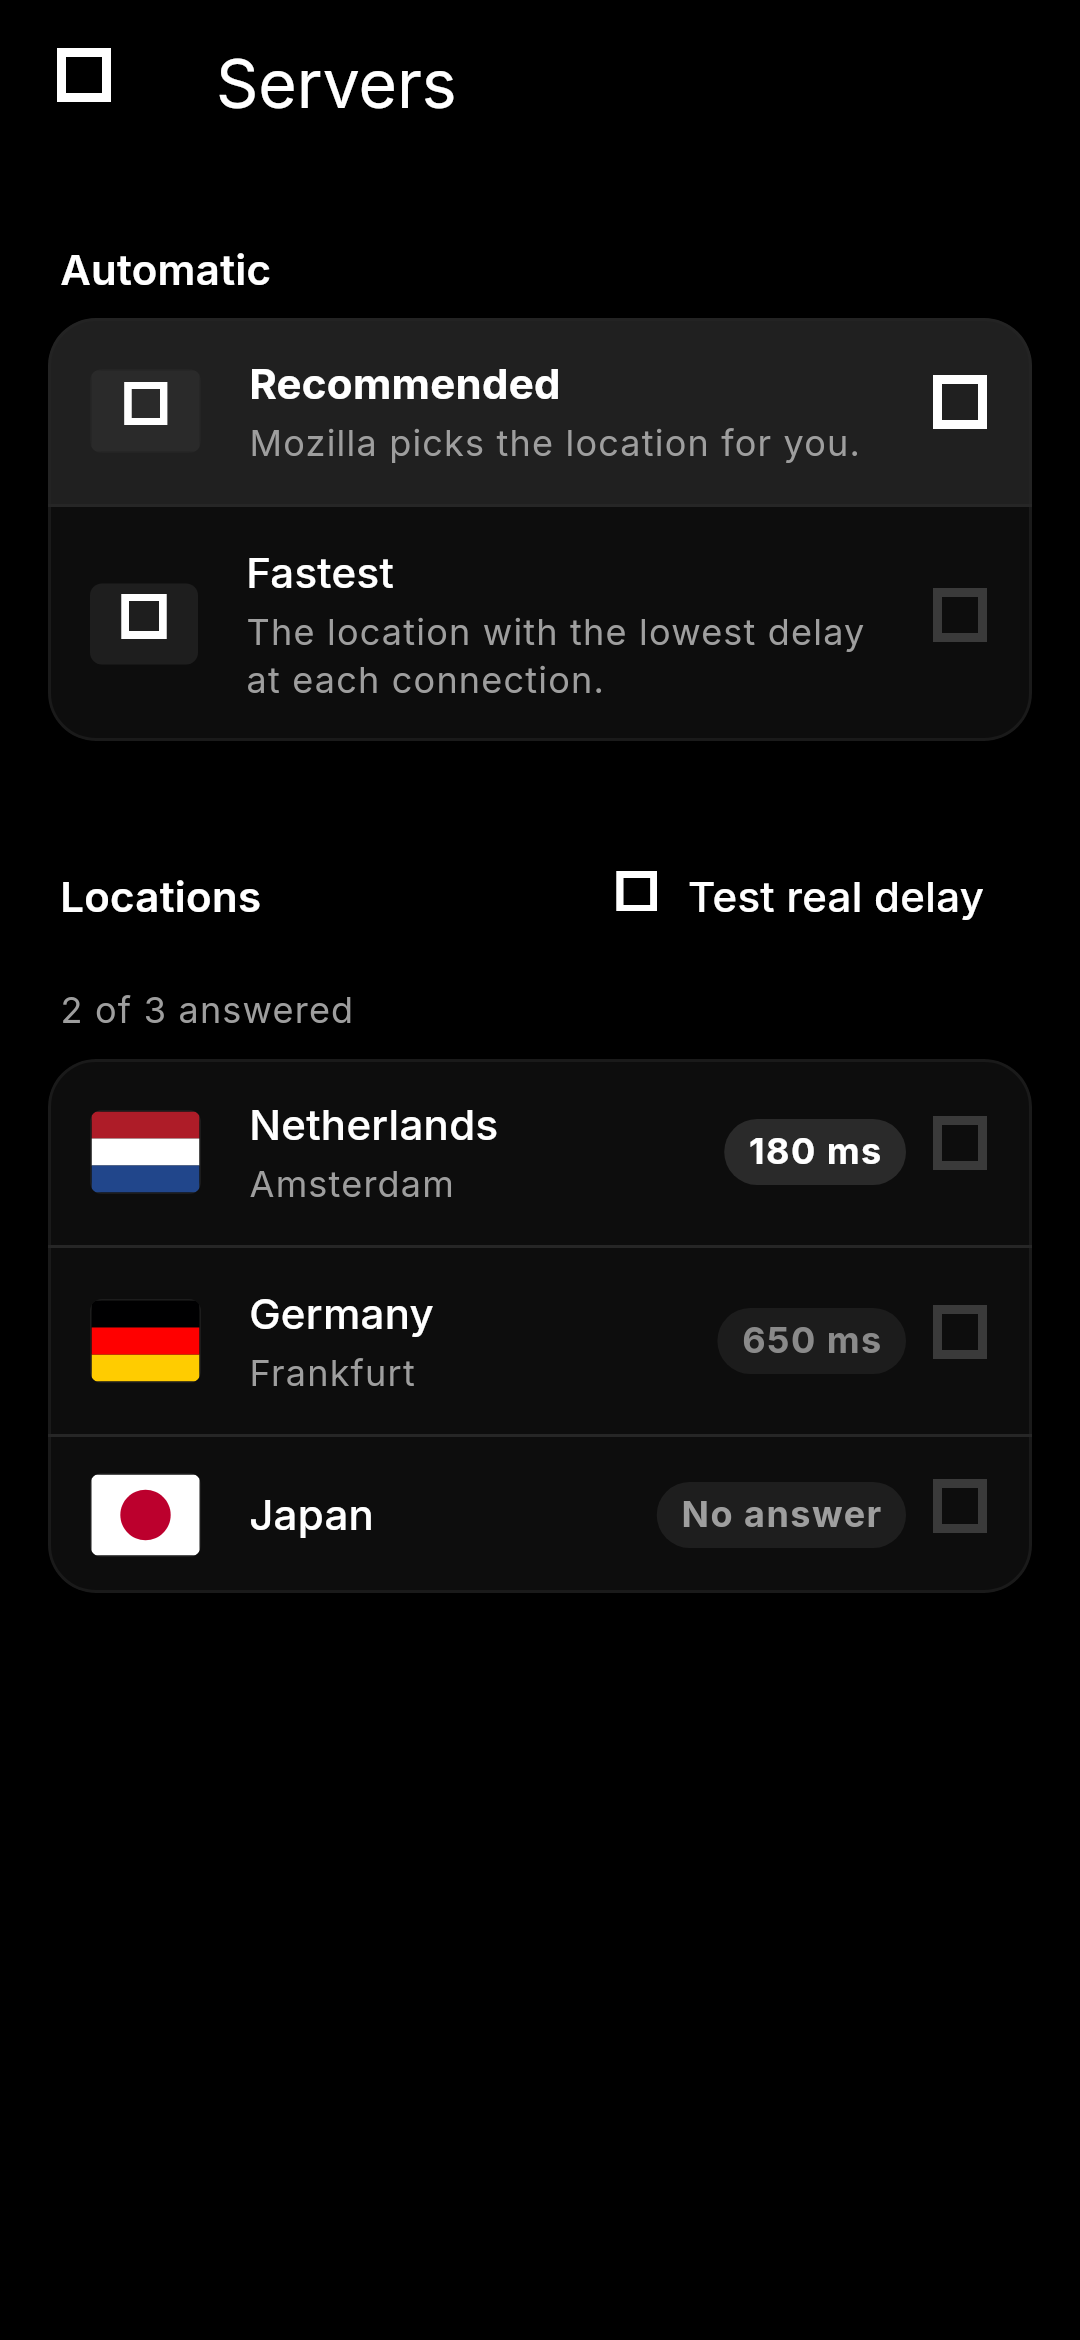 Servers
Automatic
Recommended
Mozilla picks the location for you.
Fastest
The location with the lowest delay
at each connection.
Locations
Test real delay
2 of 3 answered
Netherlands
Amsterdam
180 ms
Germany
Frankfurt
650 ms
Japan
No answer